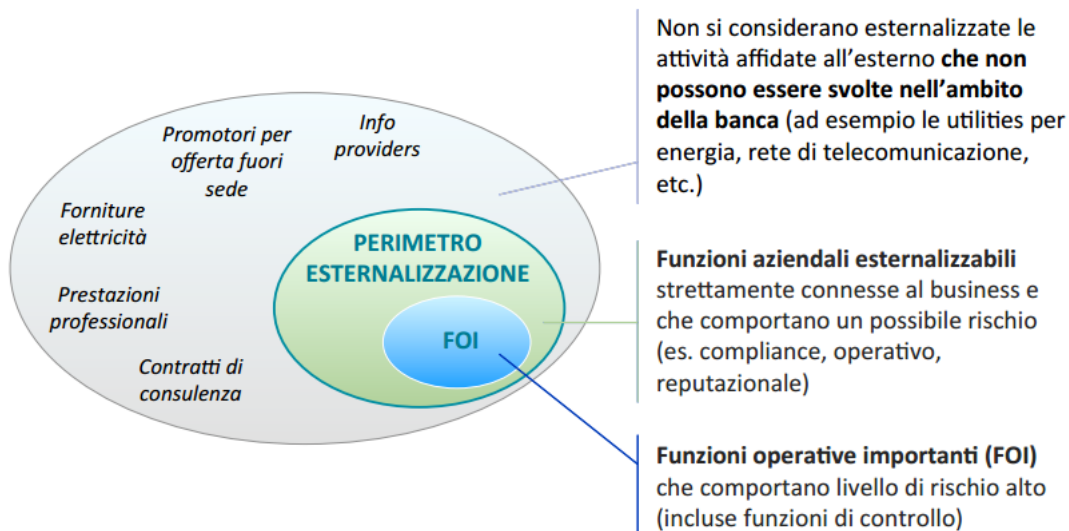 Promotori per
offerta fuori
sede
Info
providers
Forniture
elettricità
Prestazioni
professionali
Contratti di
consulenza
PERIMETRO
ESTERNALIZZAZIONE
FOI
Non si considerano esternalizzate le
attività affidate all'esterno che non
possono essere svolte nell'ambito
della banca (ad esempio le utilities per
energia, rete di telecomunicazione,
etc.)
Funzioni aziendali esternalizzabili
strettamente connesse al business e
che comportano un possibile rischio
(es. compliance, operativo,
reputazionale)
Funzioni operative importanti (FOI)
che comportano livello di rischio alto
(incluse funzioni di controllo)